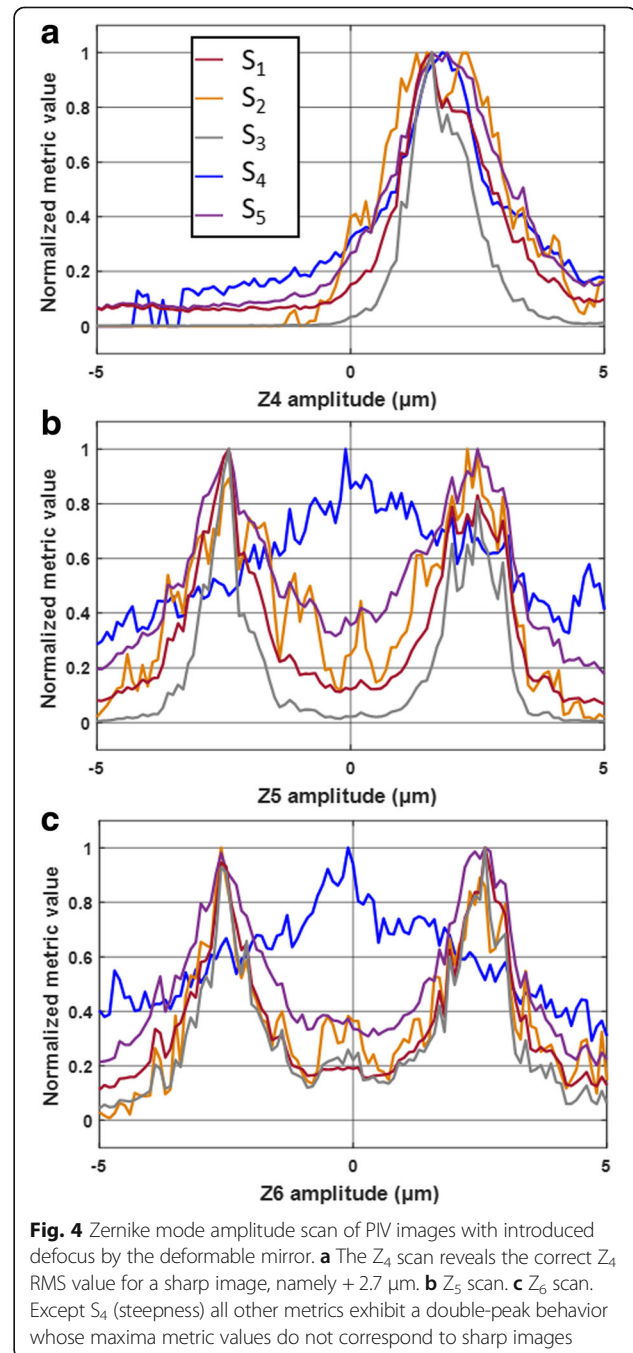 a
Normalized metric value
1
0.8
0.6
0.4
0.2
0
S1
S2
S3
S4
S5
-5
0
5
Z4 amplitude (µm)
b
Normalized metric value
1
0.8
0.6
0.4
0.2
0
-5
0
5
Z5 amplitude (µm)
c
Normalized metric value
1
0.8
0.6
0.4
0.2
0
-5
0
5
Z6 amplitude (µm)
Fig. 4 Zernike mode amplitude scan of PIV images with introduced
defocus by the deformable mirror. a The Z4 scan reveals the correct Z4
RMS value for a sharp image, namely + 2.7 µm. b Z5 scan. c Z6 scan.
Except S4 (steepness) all other metrics exhibit a double-peak behavior
whose maxima metric values do not correspond to sharp images